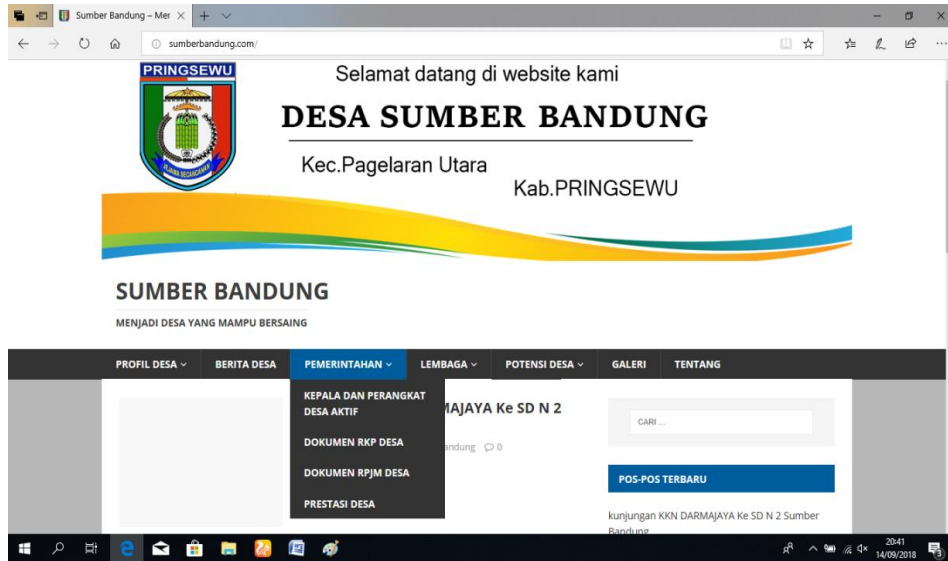 Sumber Bandung – Mer
sumberbandung.com/
PRINGSEWU
Selamat datang di website kami
DESA SUMBER BANDUNG
Kec.Pagelaran Utara
Kab.PRINGSEWU
SUMBER BANDUNG
MENJADI DESA YANG MAMPU BERSAING
PROFIL DESA BERITA DESA PEMERINTAHAN LEMBAGA POTENSI DESA GALERI TENTANG
KEPALA DAN PERANGKAT
DESA AKTIF
DOKUMEN RKP DESA
DOKUMEN RPJM DESA
PRESTASI DESA
MAJAYA Ke SD N 2
andung 0
CARI ...
POS-POS TERBARU
kunjungan KKN DARMAJAYA Ke SD N 2 Sumber
Bandung
20:41
14/09/2018